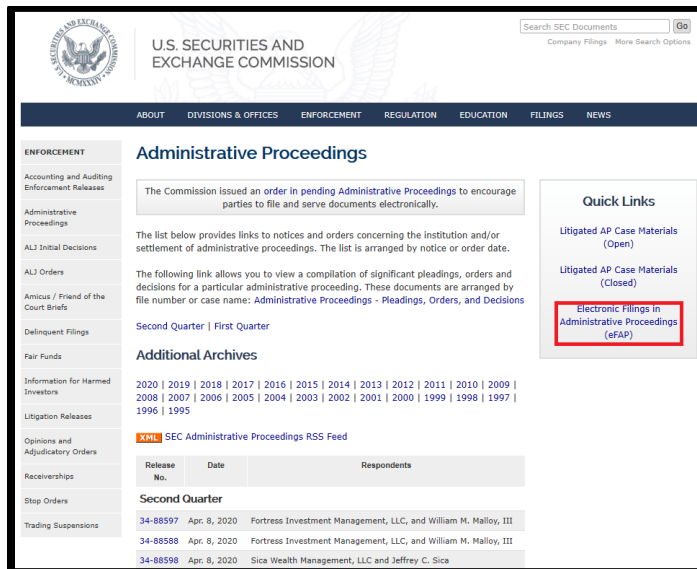 SECURITIES AND EXCHANGE COMMISSION
MCMXXXIV
U.S. SECURITIES AND
EXCHANGE COMMISSION
Search SEC Documents
Go
Company Filings More Search Options
ABOUT DIVISIONS & OFFICES ENFORCEMENT REGULATION EDUCATION FILINGS NEWS
ENFORCEMENT
Accounting and Auditing
Enforcement Releases
Administrative
Proceedings
ALJ Initial Decisions
ALJ Orders
Amicus / Friend of the
Court Briefs
Delinquent Filings
Fair Funds
Information for Harmed
Investors
Litigation Releases
Opinions and
Adjudicatory Orders
Receiverships
Stop Orders
Trading Suspensions
Administrative Proceedings
The Commission issued an order in pending Administrative Proceedings to encourage
parties to file and serve documents electronically.
The list below provides links to notices and orders concerning the institution and/or
settlement of administrative proceedings. The list is arranged by notice or order date.
The following link allows you to view a compilation of significant pleadings, orders and
decisions for a particular administrative proceeding. These documents are arranged by
file number or case name: Administrative Proceedings - Pleadings, Orders, and Decisions
Second Quarter | First Quarter
Additional Archives
2020 | 2019 | 2018 | 2017 | 2016 | 2015 | 2014 | 2013 | 2012 | 2011 | 2010 | 2009 |
2008 | 2007 | 2006 | 2005 | 2004 | 2003 | 2002 | 2001 | 2000 | 1999 | 1998 | 1997 |
1996 | 1995
XML SEC Administrative Proceedings RSS Feed
Release
No.
Date
Respondents
Second Quarter
34-88597 Apr. 8, 2020 Fortress Investment Management, LLC, and William M. Malloy, III
34-88588 Apr. 8, 2020 Fortress Investment Management, LLC, and William M. Malloy, III
34-88598 Apr. 8, 2020 Sica Wealth Management, LLC and Jeffrey C. Sica
Quick Links
Litigated AP Case Materials
(Open)
Litigated AP Case Materials
(Closed)
Electronic Filings in
Administrative Proceedings
(eFAP)